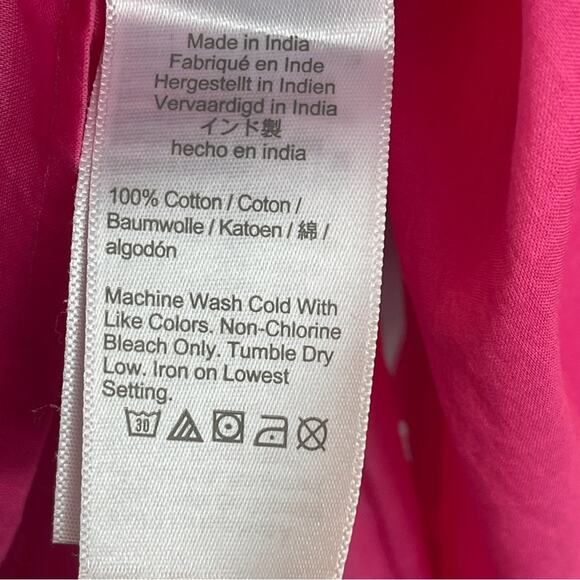 Made in India
Fabriqué en Inde
Hergestellt in Indien
Vervaardigd in India
インド製
hecho en india
100% Cotton / Coton /
Baumwolle / Katoen / 綿 /
algodón
Machine Wash Cold With
Like Colors. Non-Chlorine
Bleach Only. Tumble Dry
Low. Iron on Lowest
Setting.
30